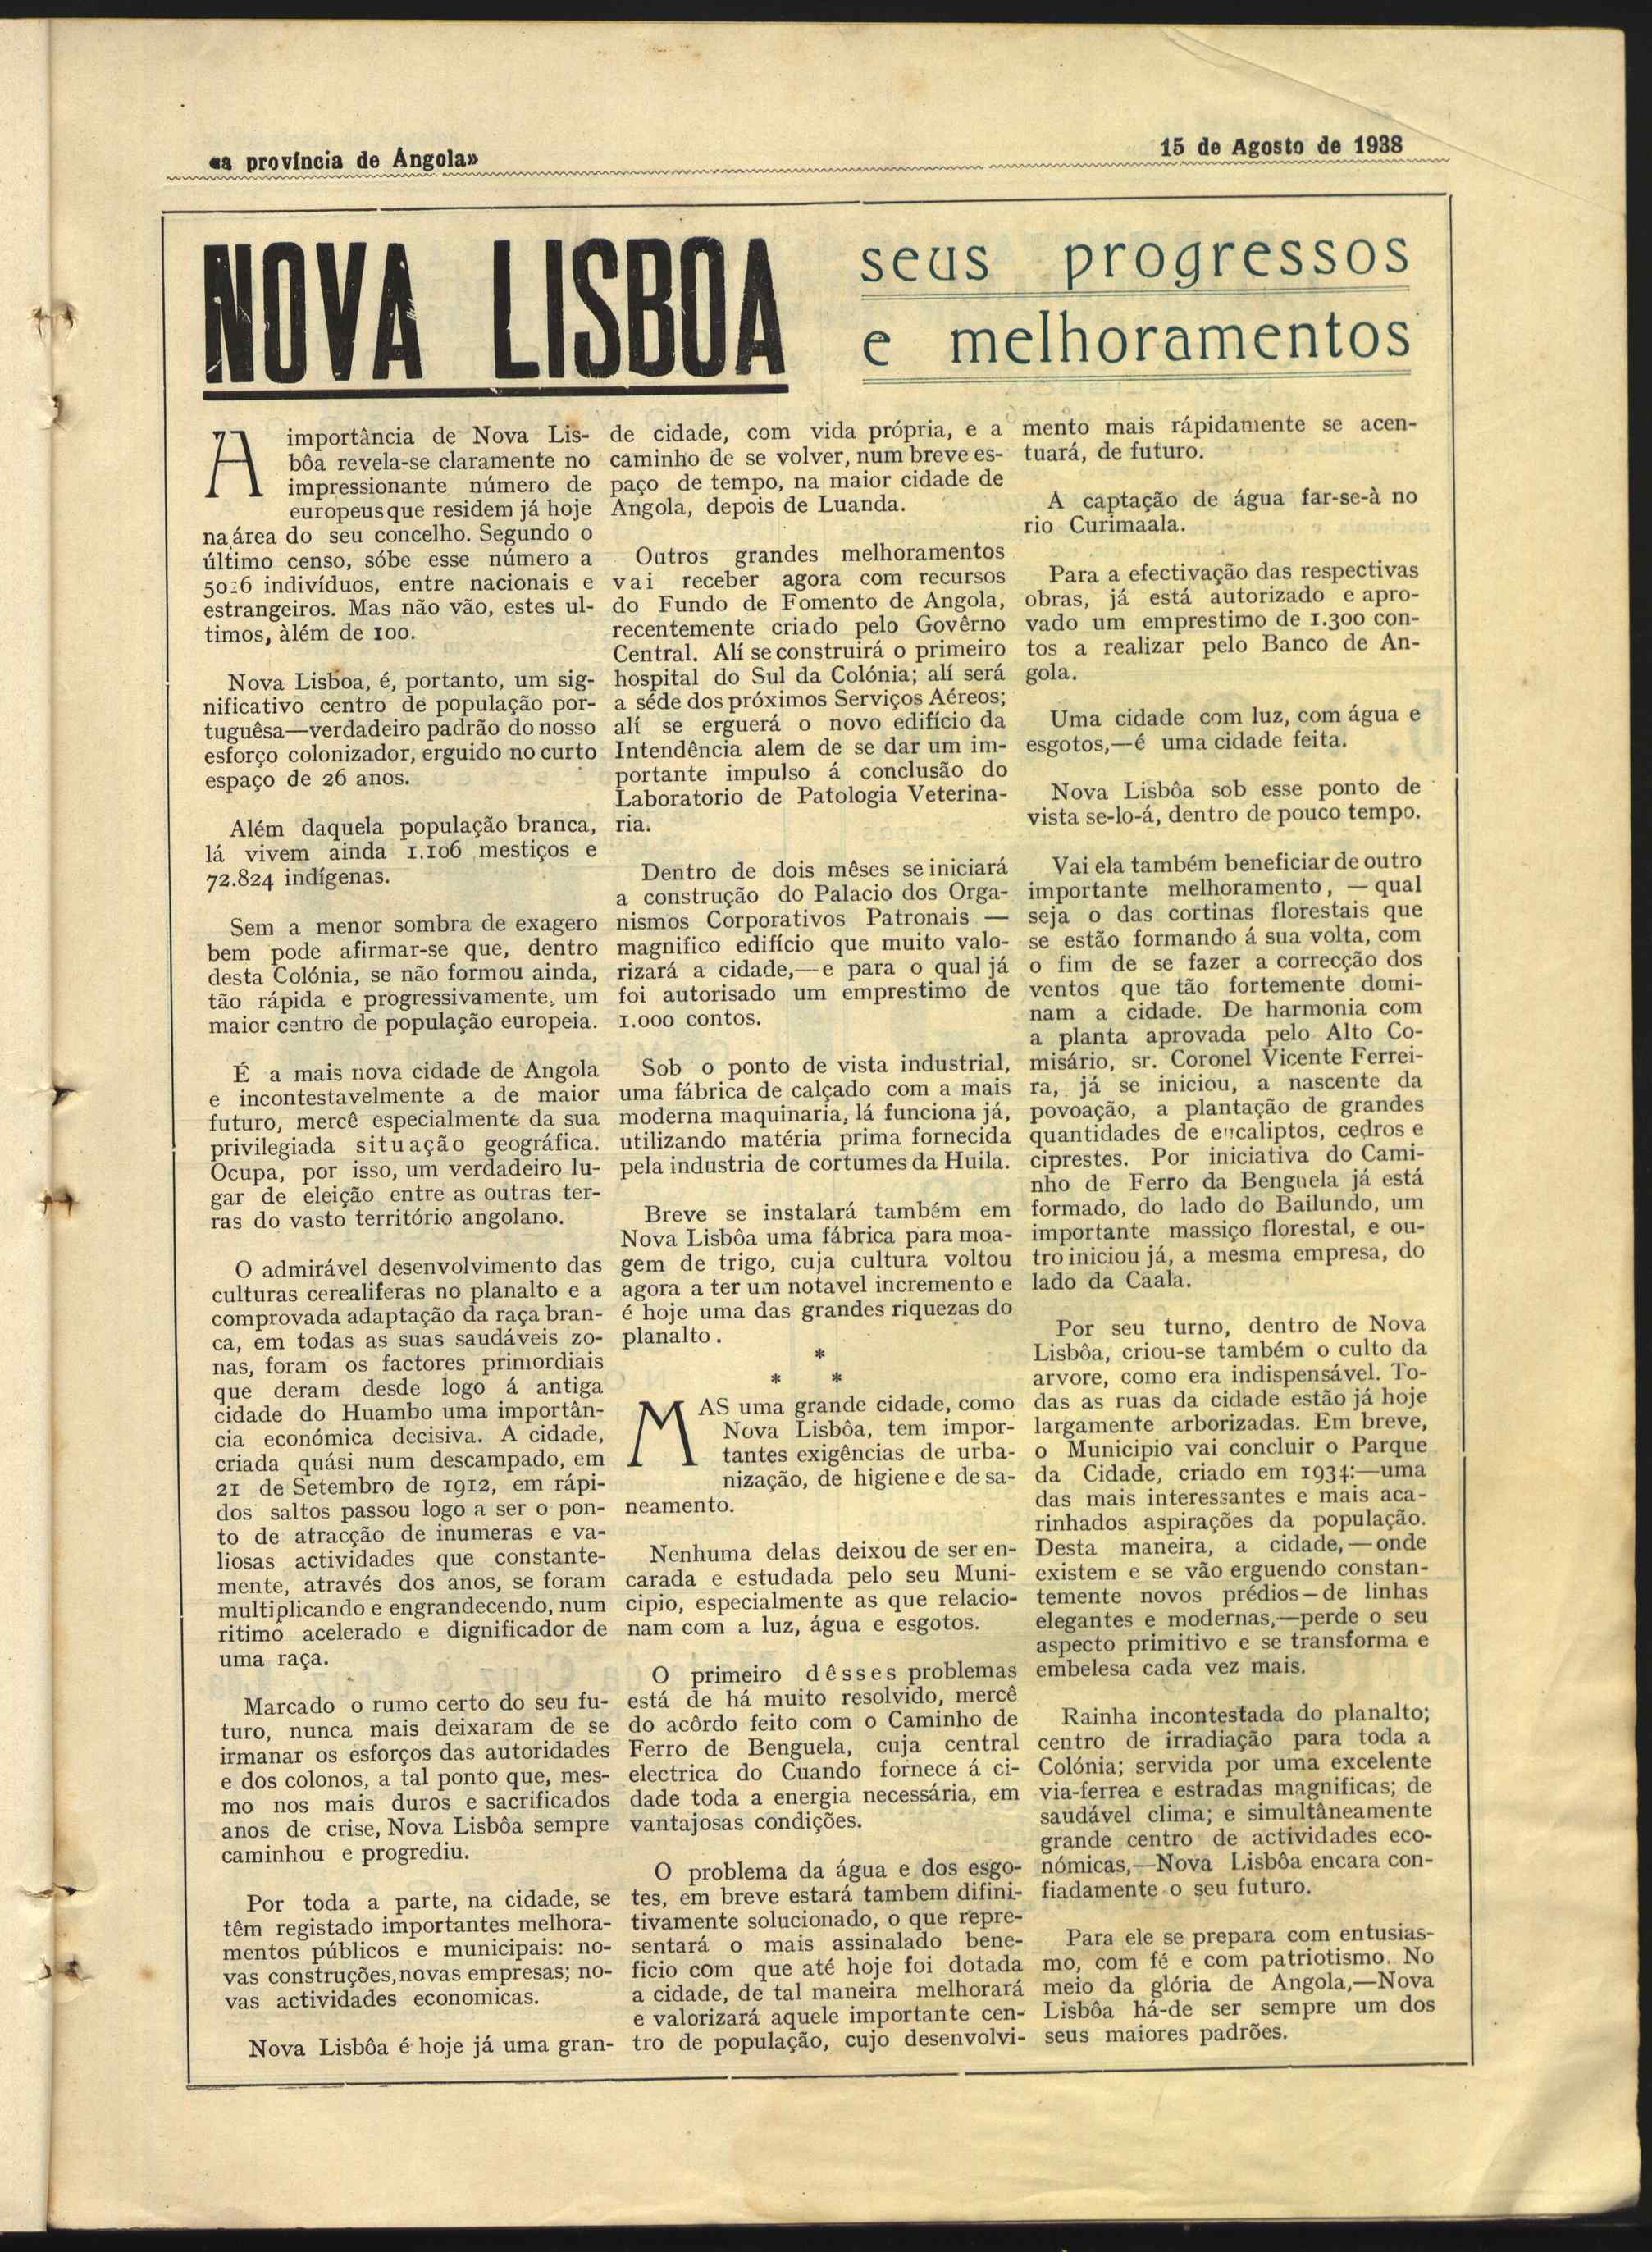 «a província de Angola»
15 de Agosto de 1938
NOVA LISBOA
seus progressos
e melhoramentos
A importância de Nova Lis-
bôa revela-se claramente no
impressionante número de
europeus que residem já hoje
na área do seu concelho. Segundo o
último censo, sóbe esse número a
indivíduos, entre nacionais e
estrangeiros. Mas não vão, estes ul-
timos, àlém de 100.
Nova Lisboa, é, portanto, um sig-
nificativo centro de população por-
tuguêsa—verdadeiro padrão do nosso
esforço colonizador, erguido no curto
espaço de 26 anos.
Além daquela população branca,
lá vivem ainda 1.106 mestiços e
72.824 indígenas.
Sem a menor sombra de exagero
bem pode afirmar-se que, dentro
desta Colónia, se não formou ainda,
tão rápida e progressivamente, um
maior centro de população europeia.
É a mais nova cidade de Angola
e incontestavelmente a de maior
futuro, mercê especialmente da sua
privilegiada situação geográfica.
Ocupa, por isso, um verdadeiro lu-
gar de eleição entre as outras ter-
ras do vasto território angolano.
O admirável desenvolvimento das
culturas cerealiferas no planalto e a
comprovada adaptação da raça bran-
ca, em todas as suas saudáveis zo-
nas, foram os factores primordiais
que deram desde logo á antiga
cidade do Huambo uma importân-
cia económica decisiva. A cidade,
criada quási num descampado, em
21 de Setembro de 1912, em rápi-
dos saltos passou logo a ser o pon-
to de atracção de inumeras e va-
liosas actividades que constante-
mente, através dos anos, se foram
multiplicando e engrandecendo, num
ritimo acelerado e dignificador de
uma raça.
Marcado o rumo certo do seu fu-
turo, nunca mais deixaram de se
irmanar os esforços das autoridades
e dos colonos, a tal ponto que, mes-
mo nos mais duros e sacrificados
anos de crise, Nova Lisbôa sempre
caminhou e progrediu.
Por toda a parte, na cidade, se
têm registado importantes melhora-
mentos públicos e municipais: no-
vas construções, novas empresas; no-
vas actividades economicas.
Nova Lisbôa é hoje já uma gran-
de cidade, com vida própria, e a
caminho de se volver, num breve es-
paço de tempo, na maior cidade de
Angola, depois de Luanda.
Outros grandes melhoramentos
vai receber agora com recursos
do Fundo de Fomento de Angola,
recentemente criado pelo Govêrno
Central. Alí se construirá o primeiro
hospital do Sul da Colónia; alí será
a séde dos próximos Serviços Aéreos;
alí se erguerá o novo edifício da
Intendência alem de se dar um im-
portante impulso á conclusão do
Laboratorio de Patologia Veterina-
ria.
Dentro de dois mêses se iniciará
a construção do Palacio dos Orga-
nismos Corporativos Patronais —
magnifico edifício que muito valo-
rizará a cidade,—e para o qual já
foi autorisado um emprestimo de
1.000 contos.
Sob o ponto de vista industrial,
uma fábrica de calçado com a mais
moderna maquinaria, lá funciona já,
utilizando matéria prima fornecida
pela industria de cortumes da Huila.
Breve se instalará também em
Nova Lisbôa uma fábrica para moa-
gem de trigo, cuja cultura voltou
agora a ter um notavel incremento e
é hoje uma das grandes riquezas do
planalto.
*
* *
MAS uma grande cidade, como
Nova Lisbôa, tem impor-
tantes exigências de urba-
nização, de higiene e de sa-
neamento.
Nenhuma delas deixou de ser en-
carada e estudada pelo seu Muni-
cipio, especialmente as que relacio-
nam com a luz, água e esgotos.
O primeiro dêsses problemas
está de há muito resolvido, mercê
do acôrdo feito com o Caminho de
Ferro de Benguela, cuja central
electrica do Cuando fornece á ci-
dade toda a energia necessária, em
vantajosas condições.
O problema da água e dos esgo-
tes, em breve estará tambem difini-
tivamente solucionado, o que repre-
sentará o mais assinalado bene-
ficio com que até hoje foi dotada
a cidade, de tal maneira melhorará
e valorizará aquele importante cen-
tro de população, cujo desenvolvi-
mento mais rápidamente se acen-
tuará, de futuro.
A captação de água far-se-à no
rio Curimaala.
Para a efectivação das respectivas
obras, já está autorizado e apro-
vado um emprestimo de 1.300 con-
tos a realizar pelo Banco de An-
gola.
Uma cidade com luz, com água e
esgotos,—é uma cidade feita.
Nova Lisbôa sob esse ponto de
vista se-lo-á, dentro de pouco tempo.
Vai ela também beneficiar de outro
importante melhoramento, — qual
seja o das cortinas florestais que
se estão formando á sua volta, com
o fim de se fazer a correcção dos
ventos que tão fortemente domi-
nam a cidade. De harmonia com
a planta aprovada pelo Alto Co-
misário, sr. Coronel Vicente Ferrei-
ra, já se iniciou, a nascente da
povoação, a plantação de grandes
quantidades de eucaliptos, cedros e
ciprestes. Por iniciativa do Cami-
nho de Ferro da Benguela já está
formado, do lado do Bailundo, um
importante massiço florestal, e ou-
tro iniciou já, a mesma empresa, do
lado da Caala.
Por seu turno, dentro de Nova
Lisbôa, criou-se também o culto da
arvore, como era indispensável. To-
das as ruas da cidade estão já hoje
largamente arborizadas. Em breve,
o Municipio vai concluir o Parque
da Cidade, criado em 1934:—uma
das mais interessantes e mais aca-
rinhados aspirações da população.
Desta maneira, a cidade,—onde
existem e se vão erguendo constan-
temente novos prédios—de linhas
elegantes e modernas,—perde o seu
aspecto primitivo e se transforma e
embelesa cada vez mais.
Rainha incontestada do planalto;
centro de irradiação para toda a
Colónia; servida por uma excelente
via-ferrea e estradas magnificas; de
saudável clima; e simultâneamente
grande centro de actividades eco-
nómicas,—Nova Lisbôa encara con-
fiadamente o seu futuro.
Para ele se prepara com entusias-
mo, com fé e com patriotismo. No
meio da glória de Angola,—Nova
Lisbôa há-de ser sempre um dos
seus maiores padrões.